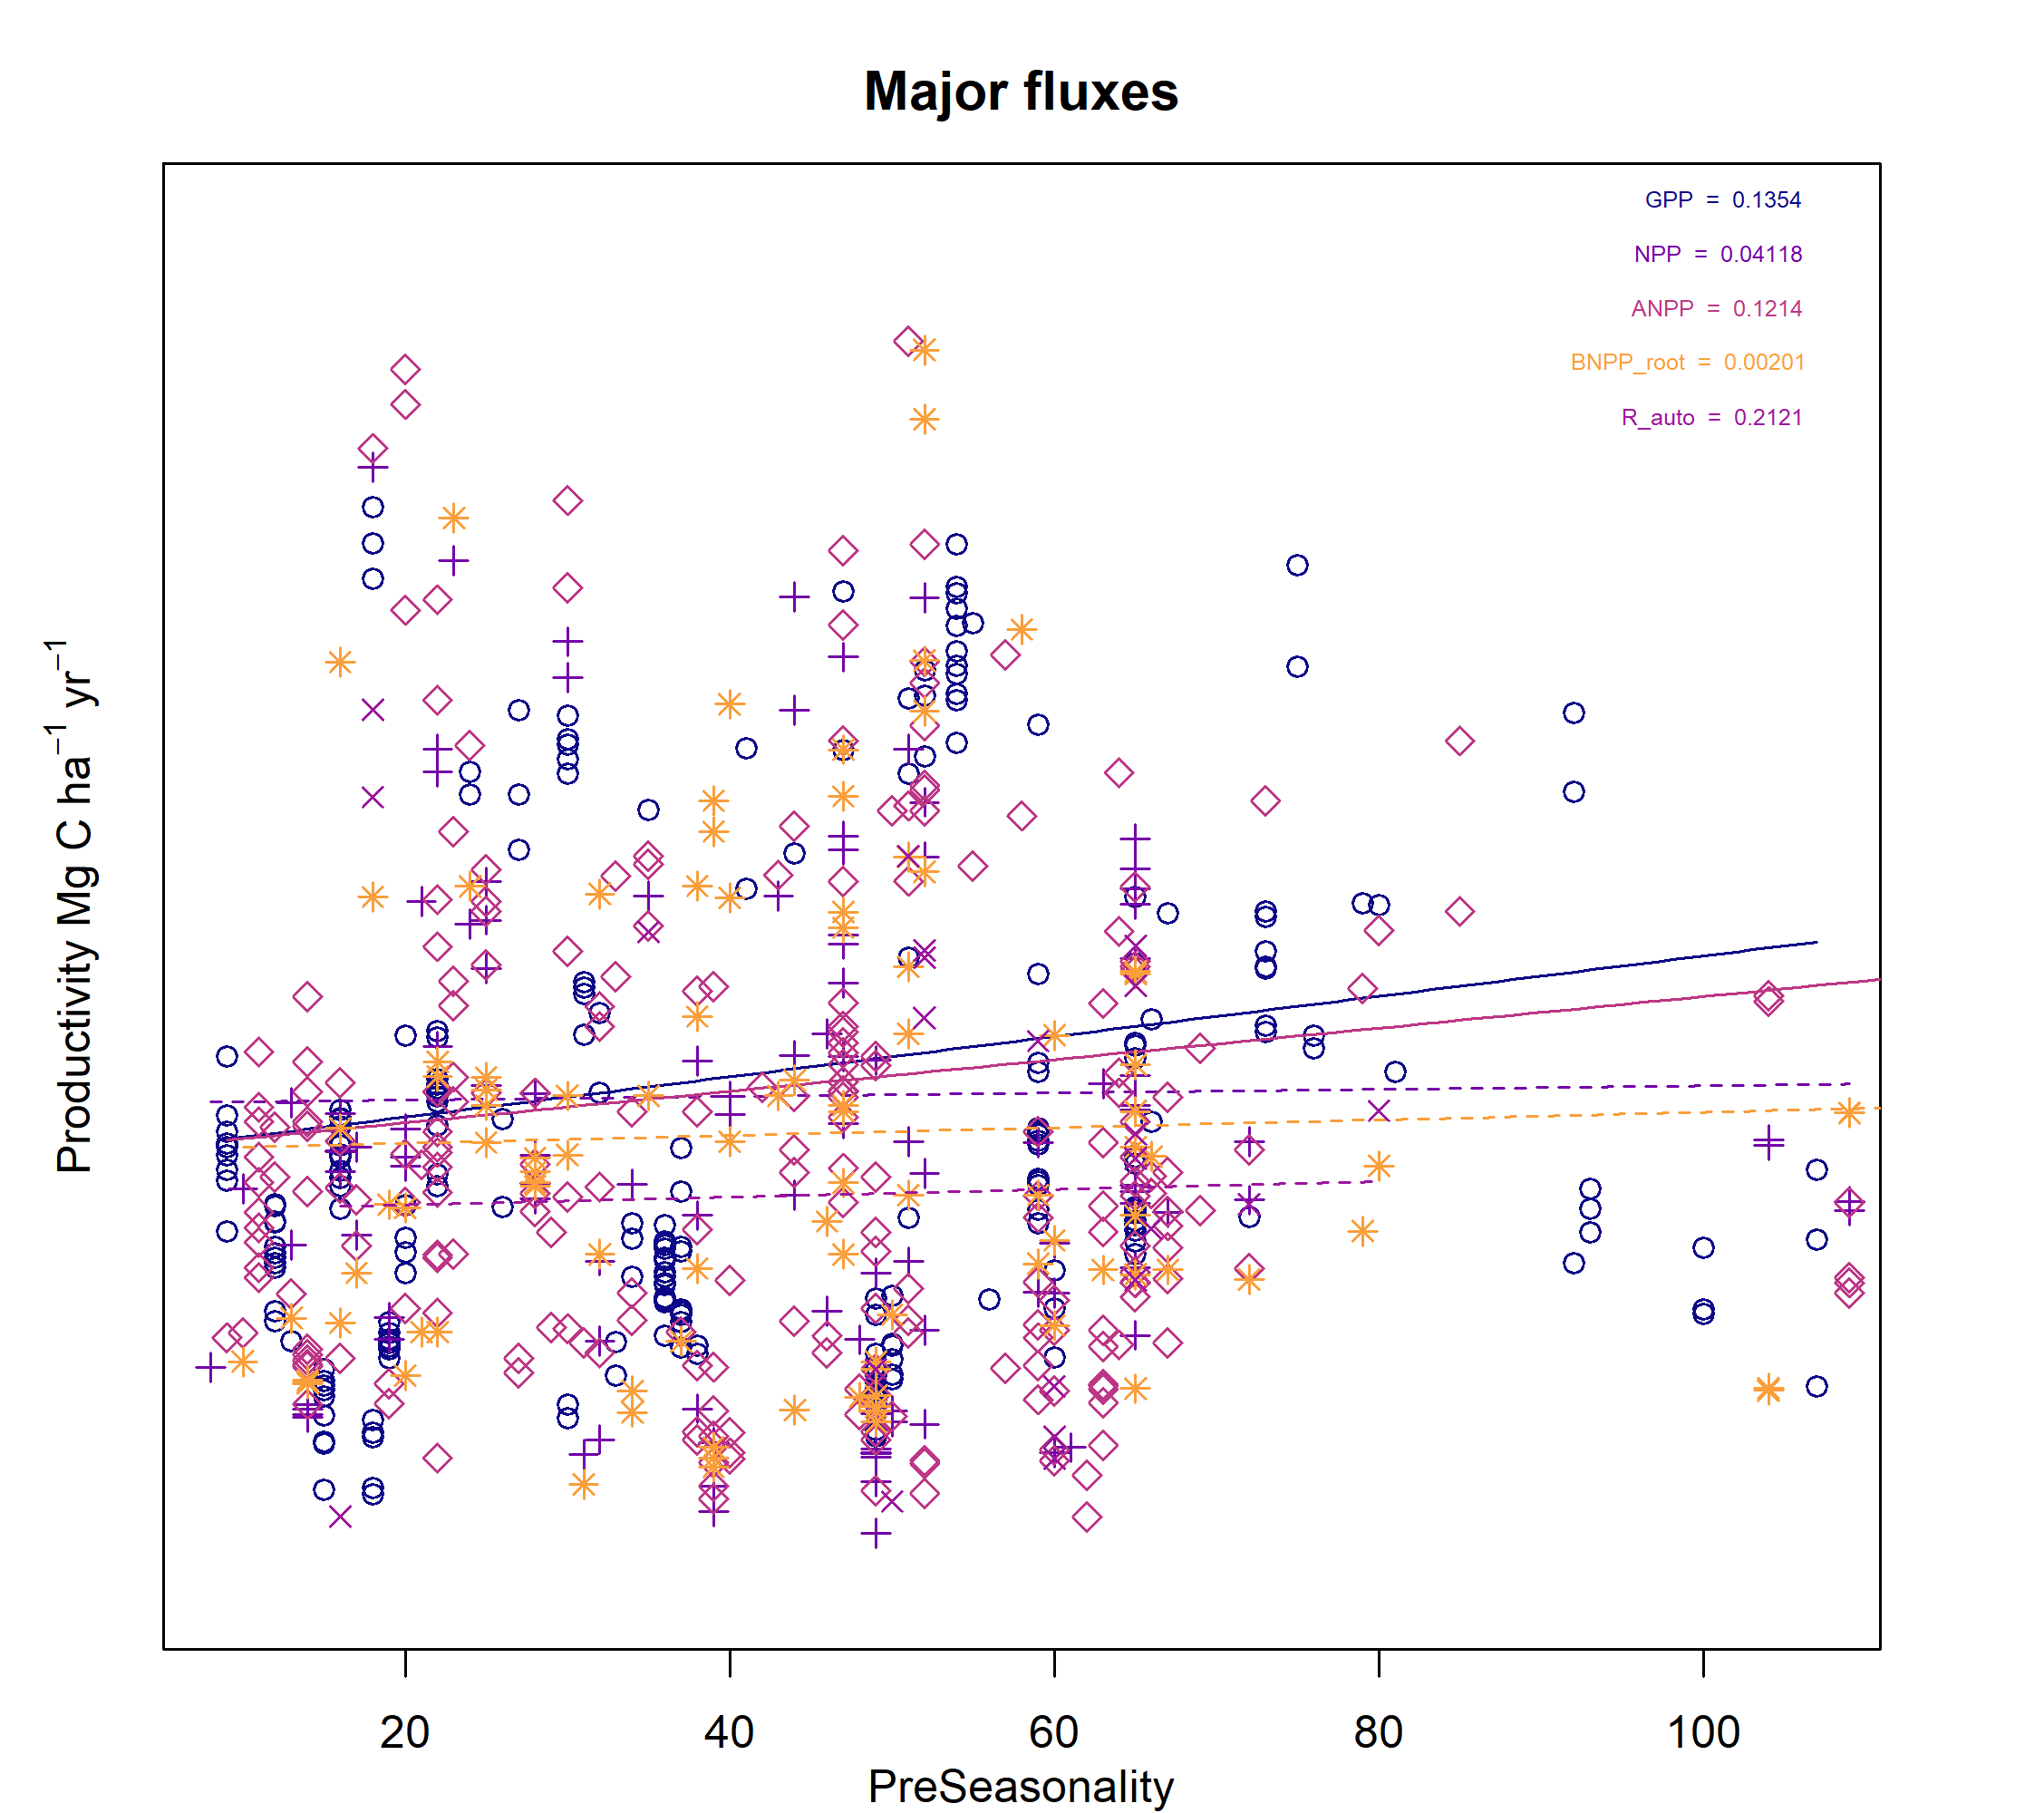 Major fluxes
GPP = 0.1354
NPP = 0.04118
ANPP = 0.1214
BNPP_root = 0.00201
R_auto = 0.2121
Productivity Mg C ha⁻¹ yr⁻¹
20 40 60 80 100
PreSeasonality